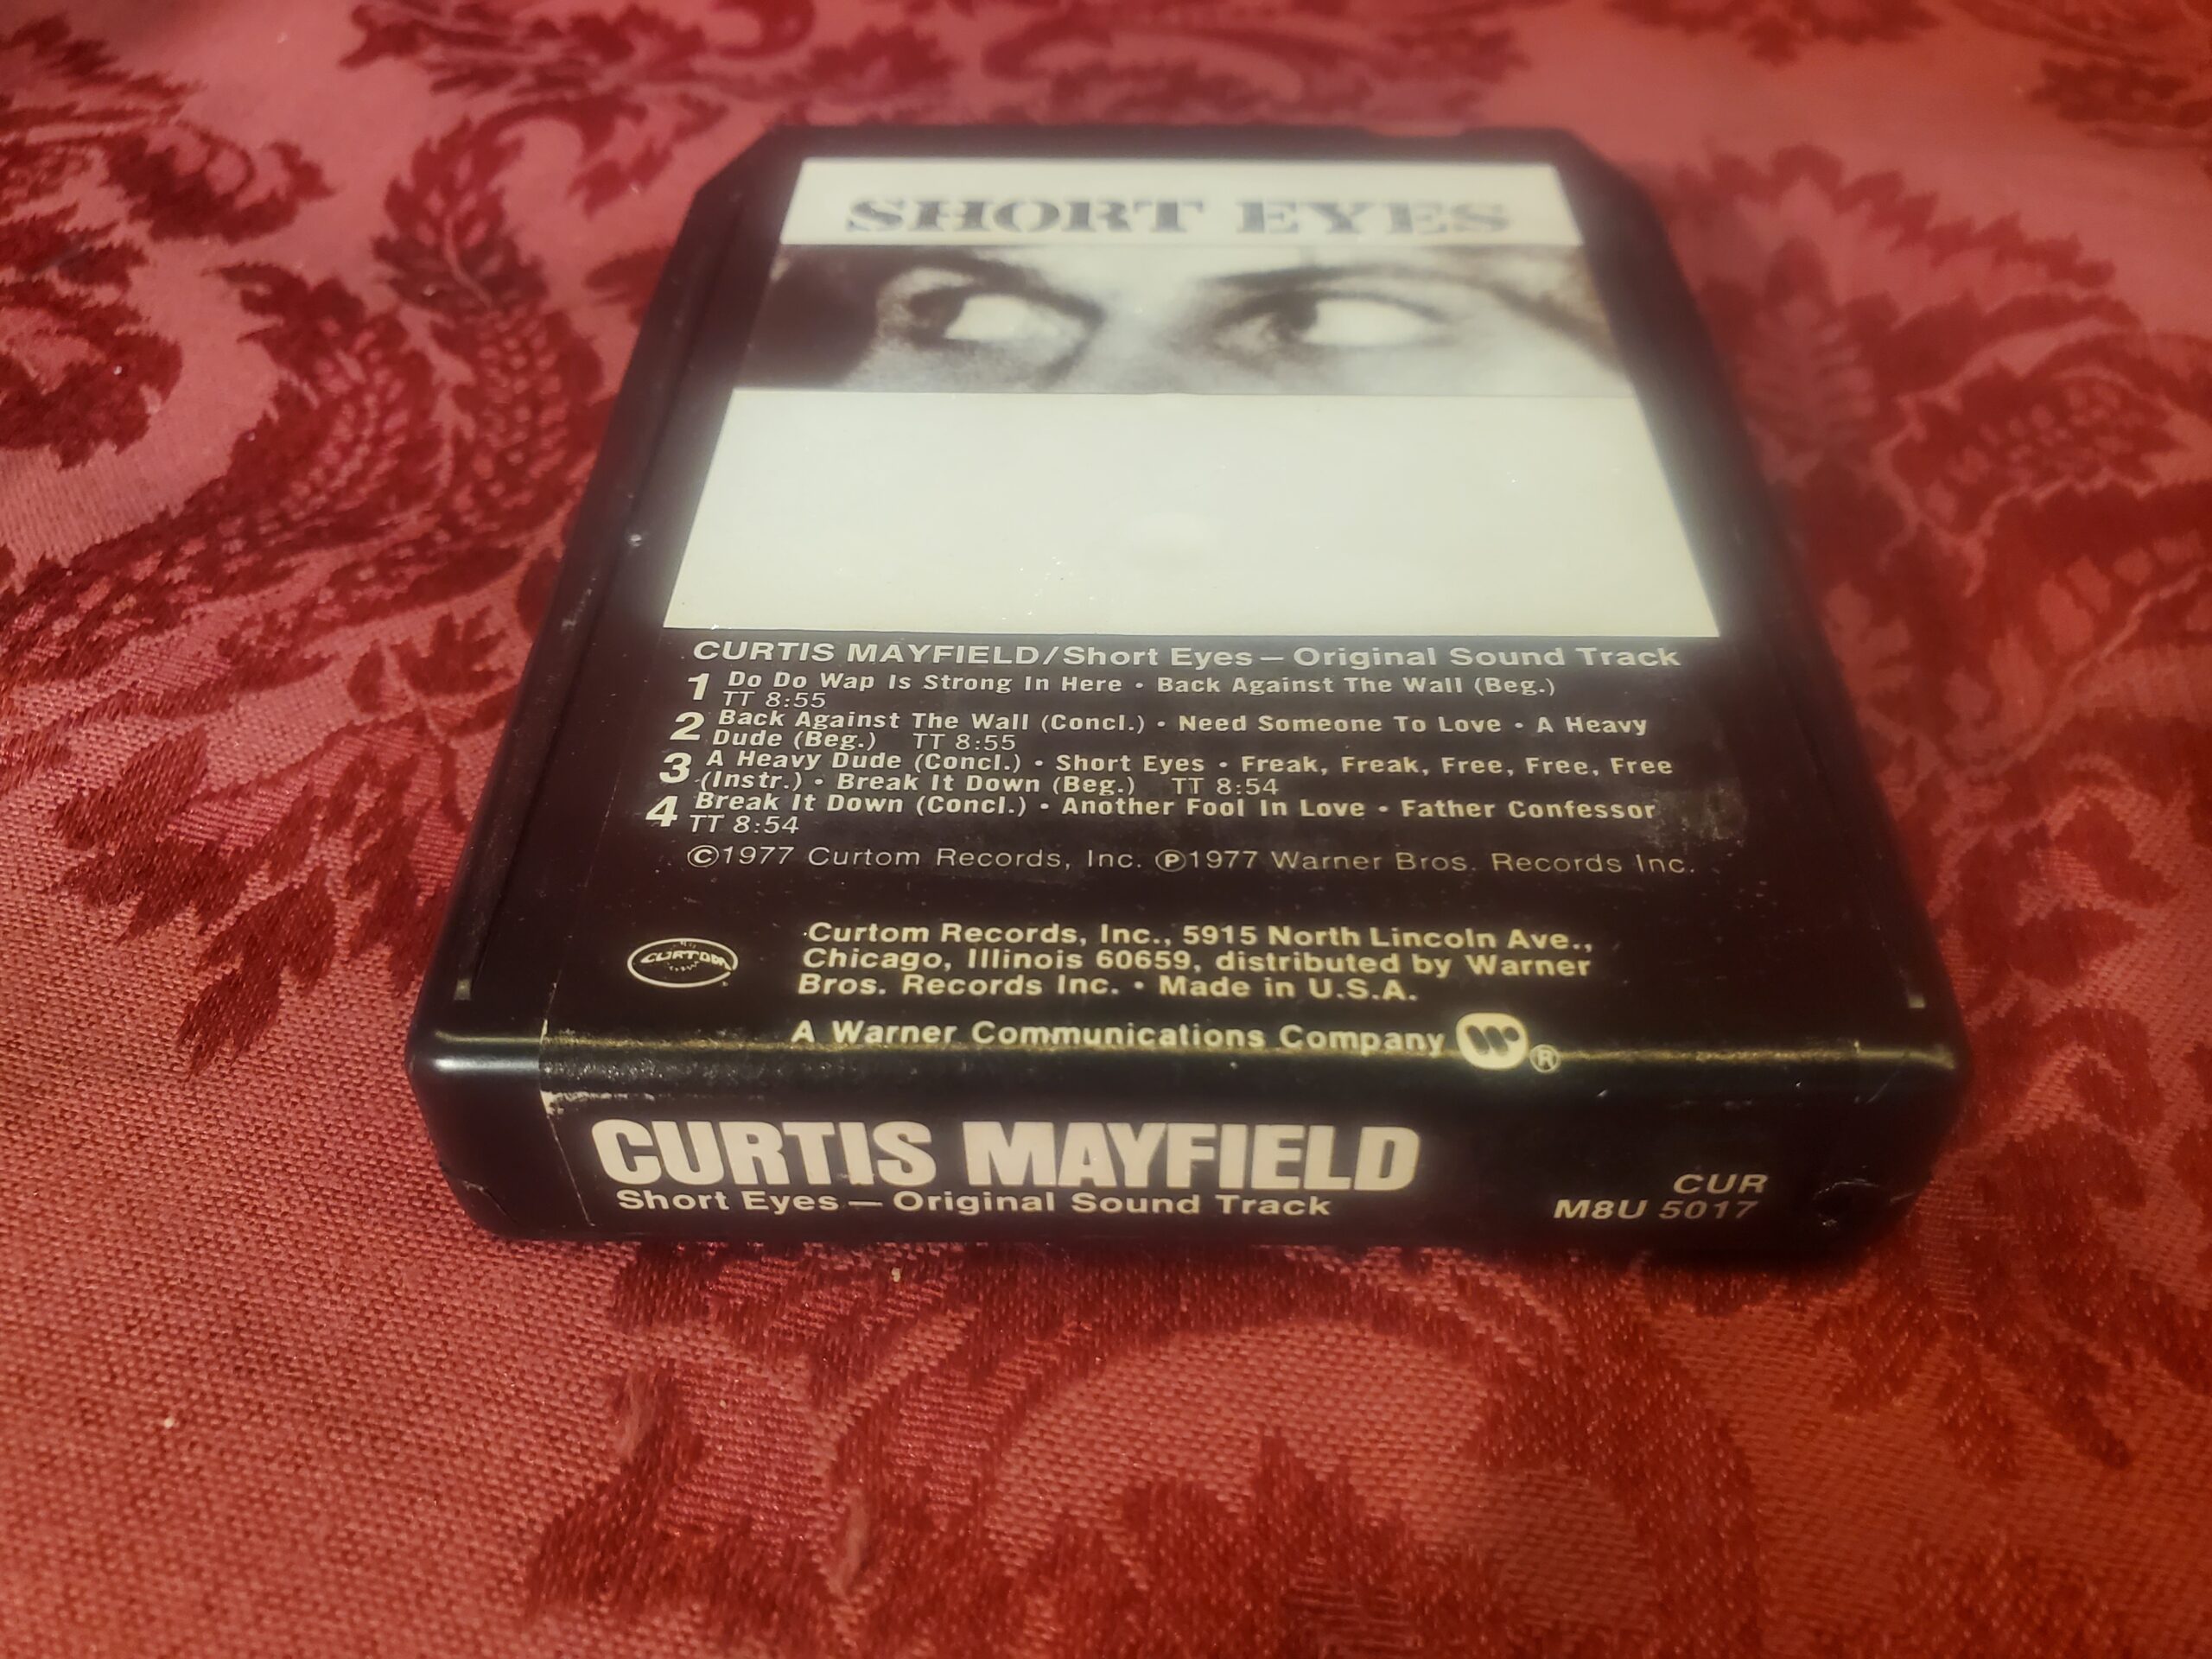 SHORT EYES
CURTIS MAYFIELD/Short Eyes—Original Sound Track
1 Do Do Wap Is Strong In Here • Back Against The Wall (Beg.)
TT 8:55
2 Back Against The Wall (Concl.) • Need Someone To Love • A Heavy
Dude (Beg.) TT 8:55
3 A Heavy Dude (Concl.) • Short Eyes • Freak, Freak, Free, Free, Free
(Instr.) • Break It Down (Beg.) TT 8:54
4 Break It Down (Concl.) • Another Fool In Love • Father Confessor
TT 8:54
©1977 Curtom Records, Inc. ℗1977 Warner Bros. Records Inc.
CURTOM
Curtom Records, Inc., 5915 North Lincoln Ave.,
Chicago, Illinois 60659, distributed by Warner
Bros. Records Inc. • Made in U.S.A.
A Warner Communications Company W®
CURTIS MAYFIELD
Short Eyes—Original Sound Track
CUR
M8U 5017